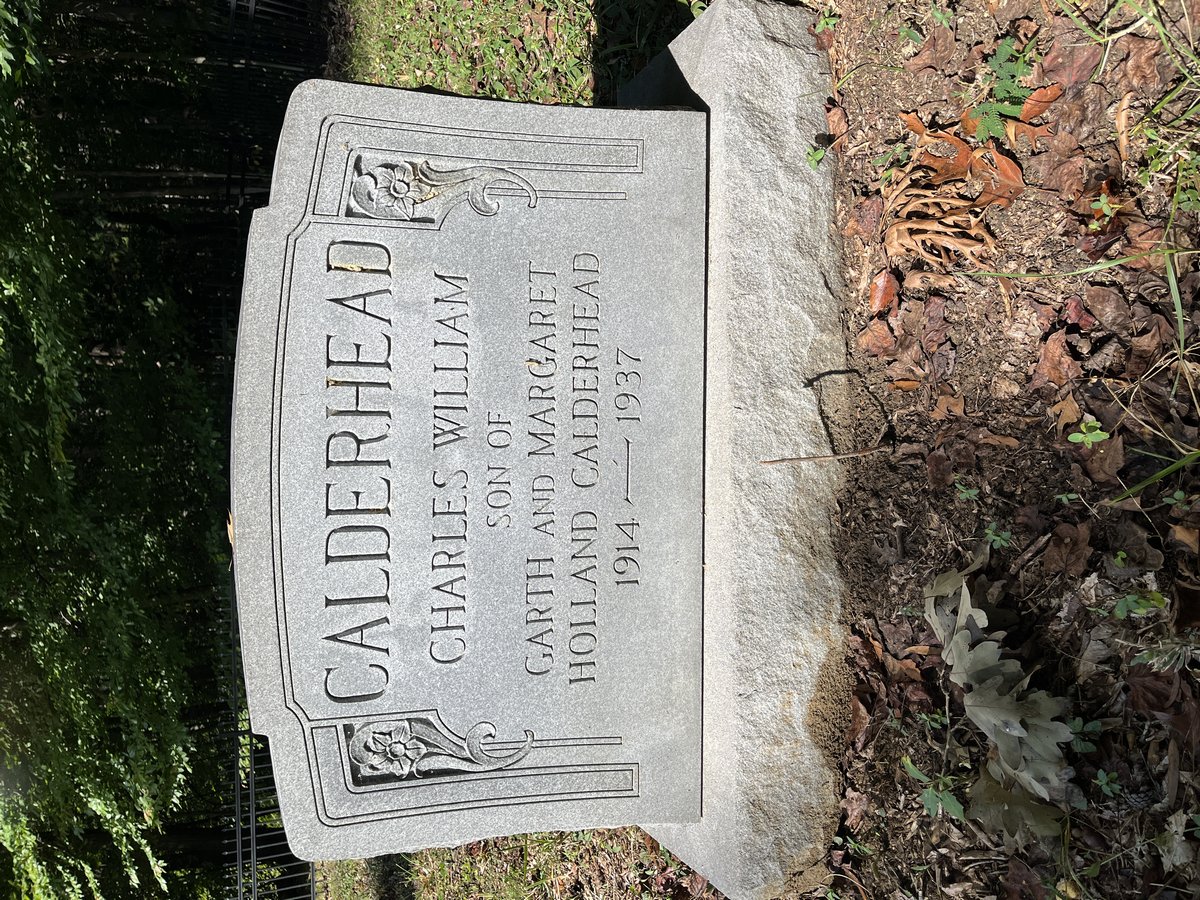 CALDERHEAD
CHARLES WILLIAM
SON OF
GARTH AND MARGARET
HOLLAND CALDERHEAD
1914 — 1937